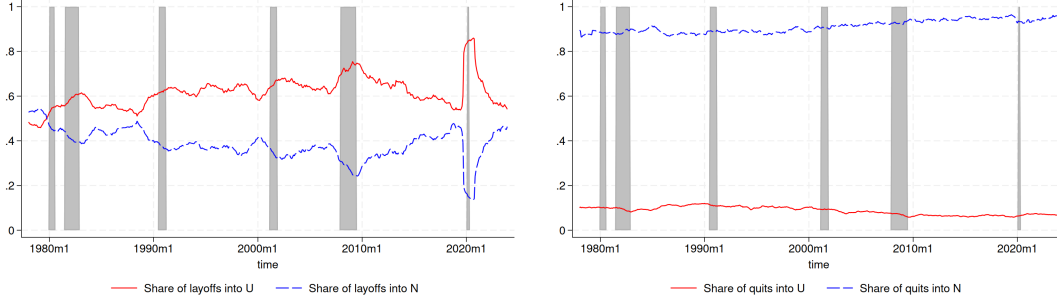 1
.8
.6
.4
.2
0
1980m1 1990m1 2000m1 2010m1 2020m1
time
Share of layoffs into U Share of layoffs into N
1
.8
.6
.4
.2
0
1980m1 1990m1 2000m1 2010m1 2020m1
time
Share of quits into U Share of quits into N